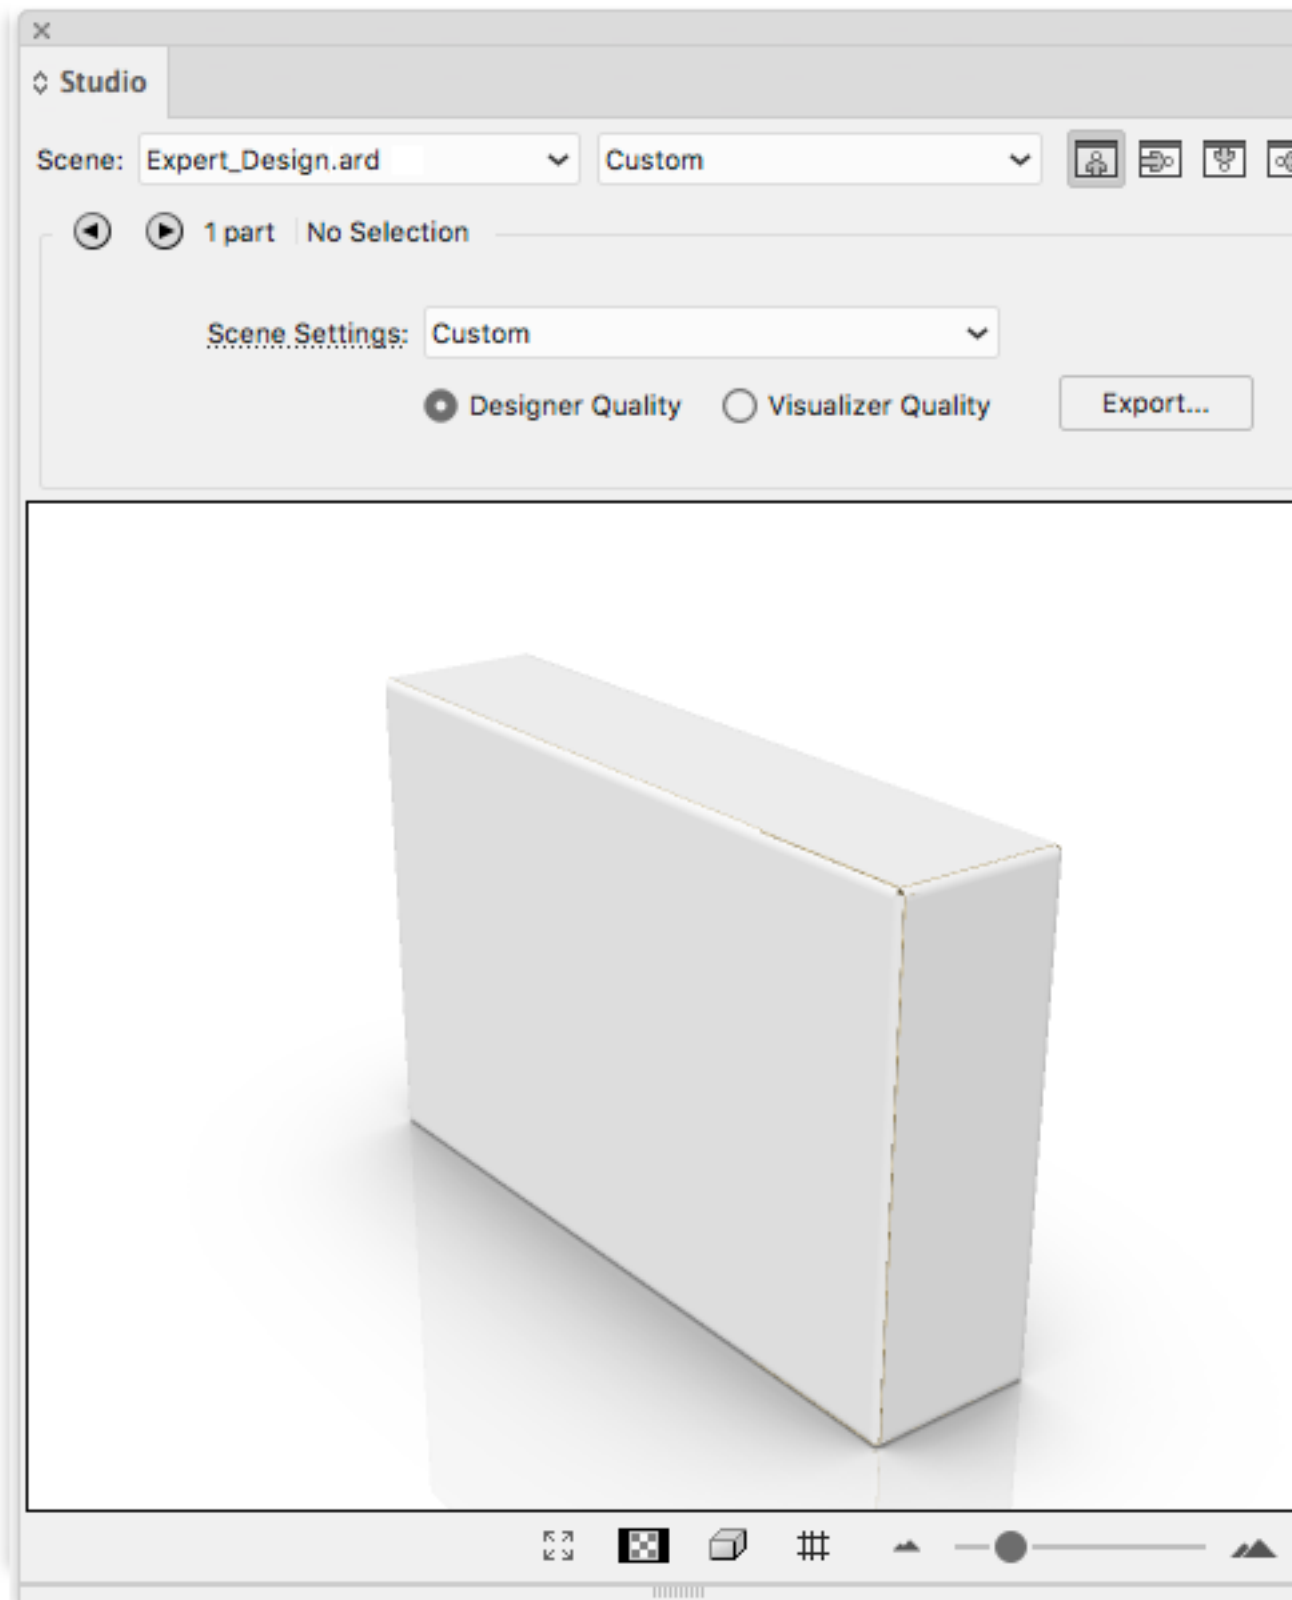 Studio
Scene: Expert_Design.ard Custom
1 part No Selection
Scene Settings: Custom
Designer Quality Visualizer Quality Export...